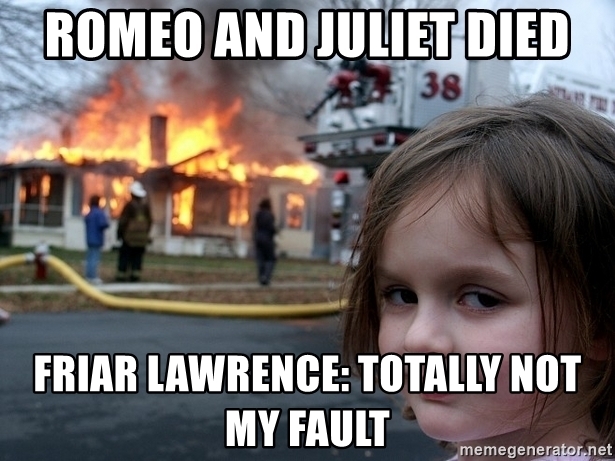 ROMEO AND JULIET DIED
38
FRIAR LAWRENCE: TOTALLY NOT
MY FAULT
memegenerator.net